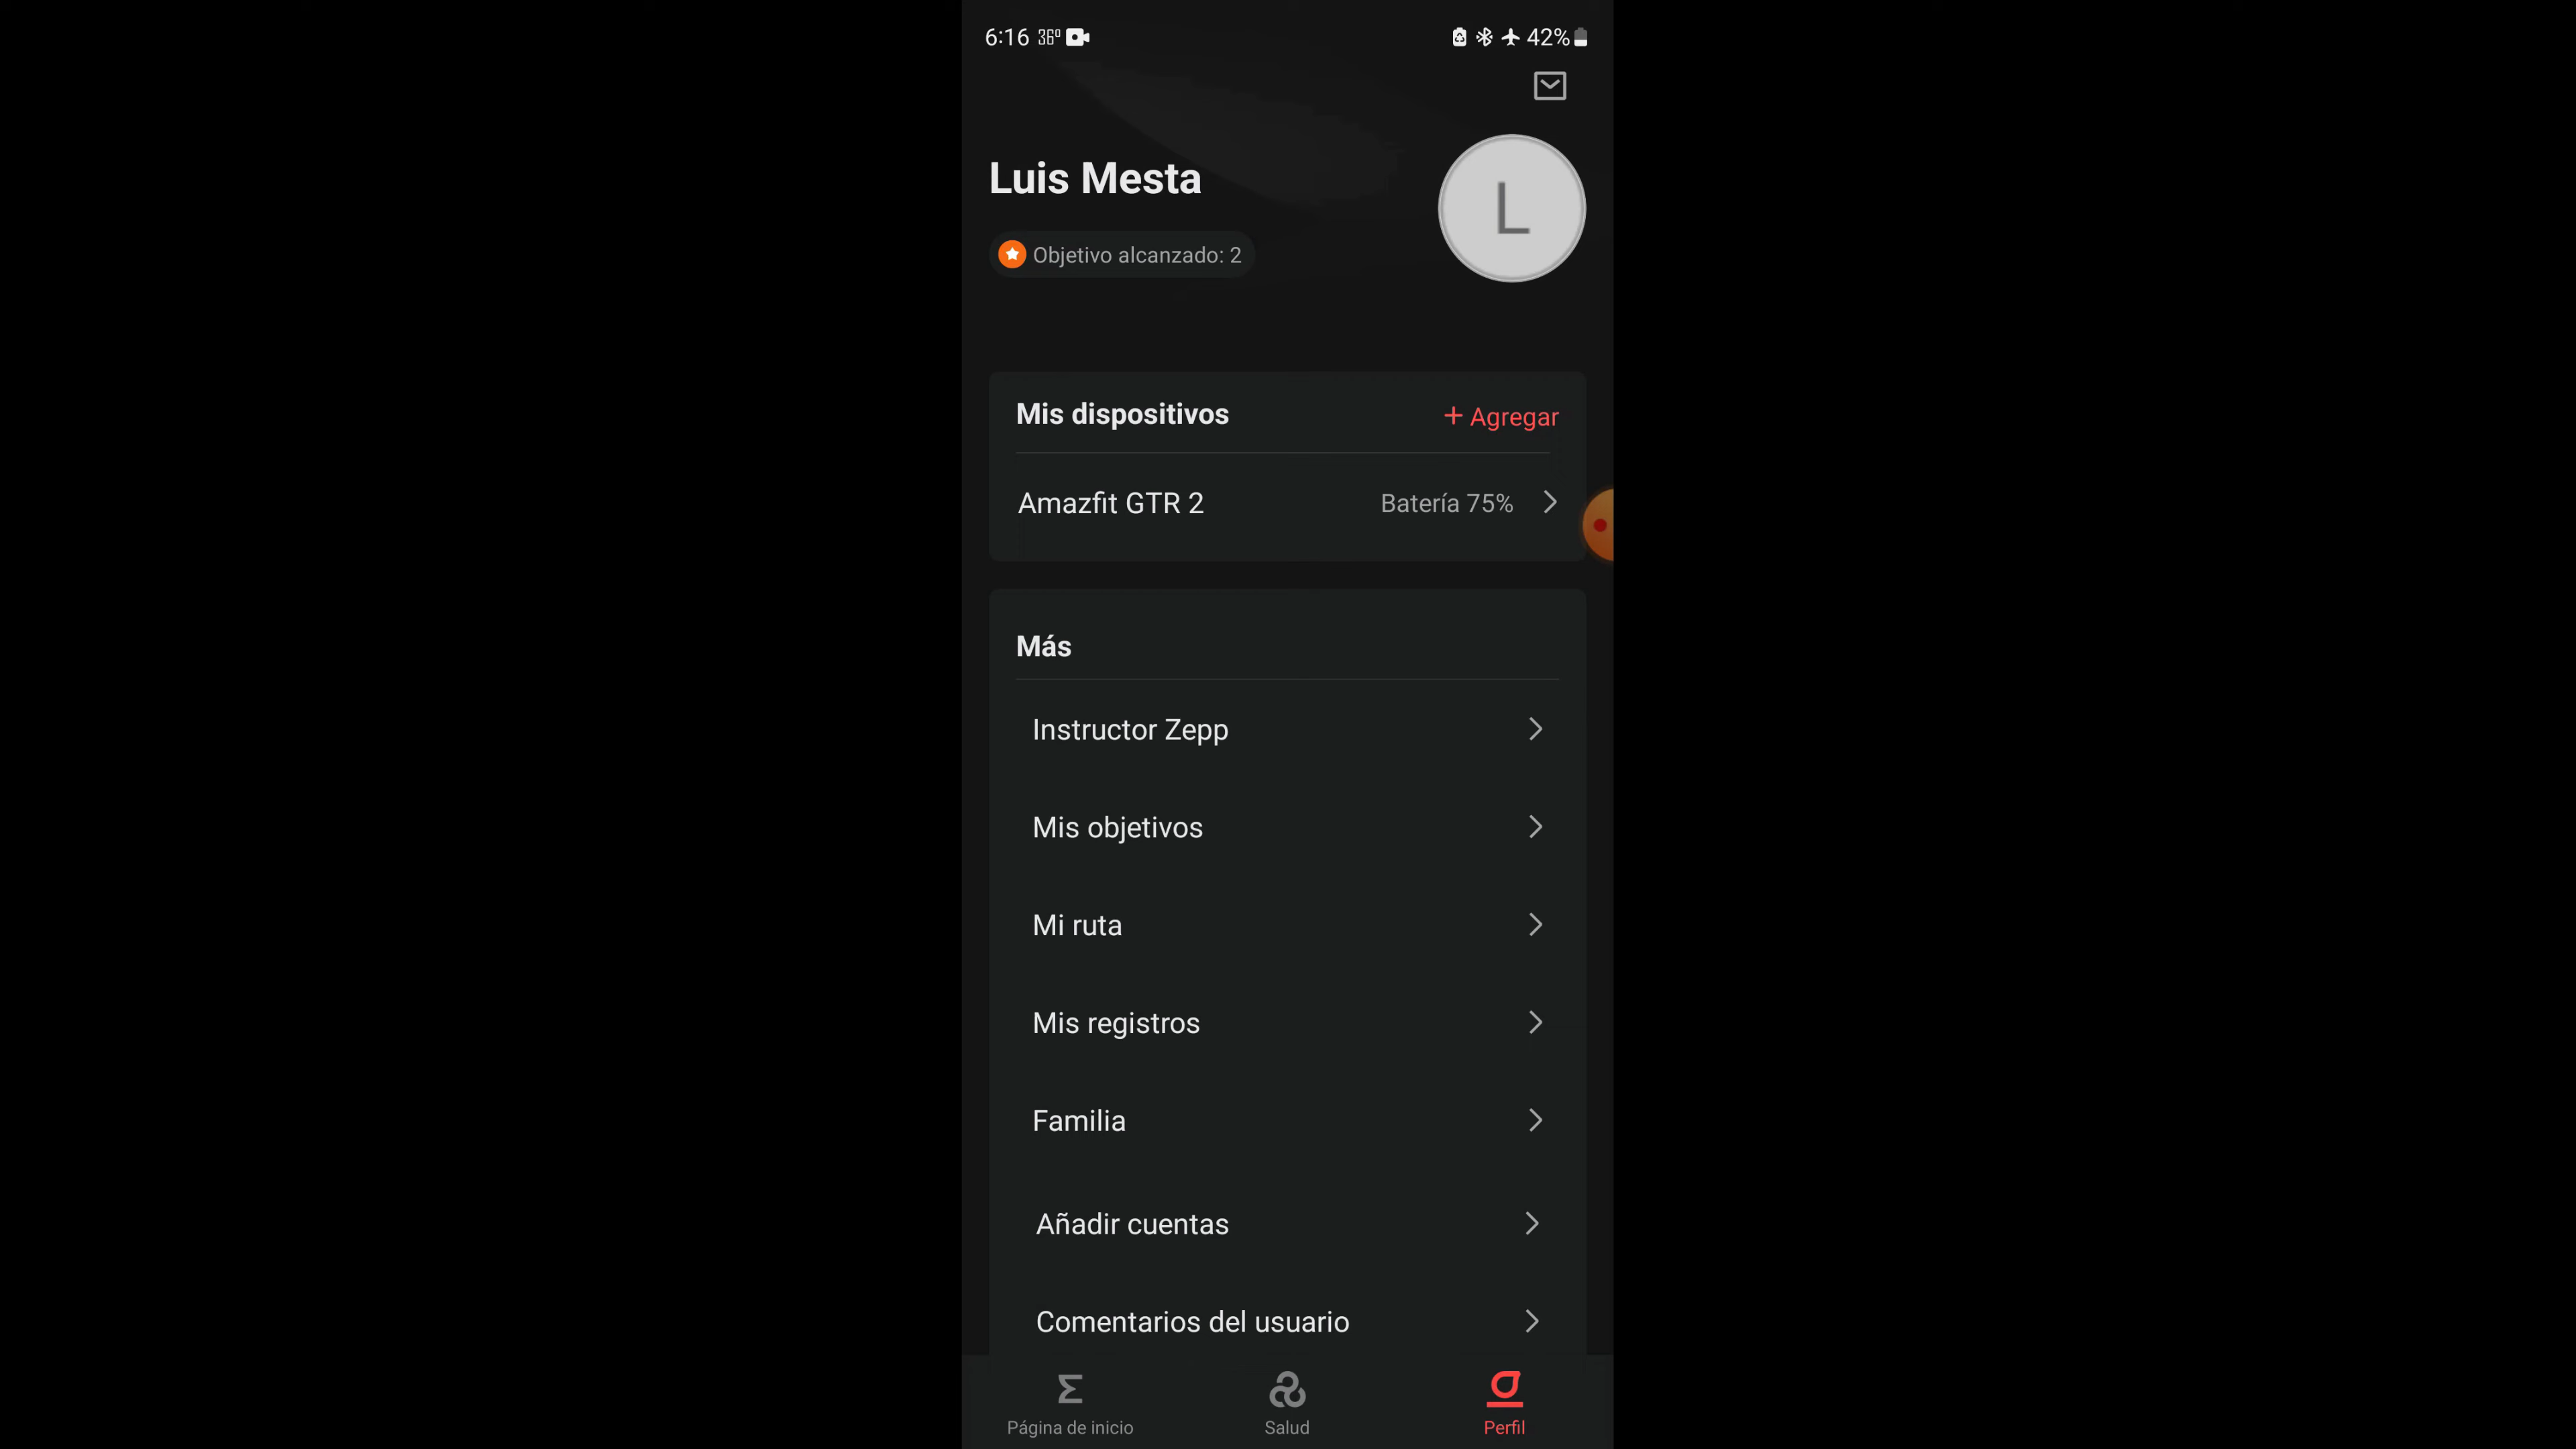 6:16 36° 42%
Luis Mesta
L
Objetivo alcanzado: 2
Mis dispositivos + Agregar
Amazfit GTR 2 Batería 75%
Más
Instructor Zepp
Mis objetivos
Mi ruta
Mis registros
Familia
Añadir cuentas
Comentarios del usuario
Página de inicio Salud Perfil